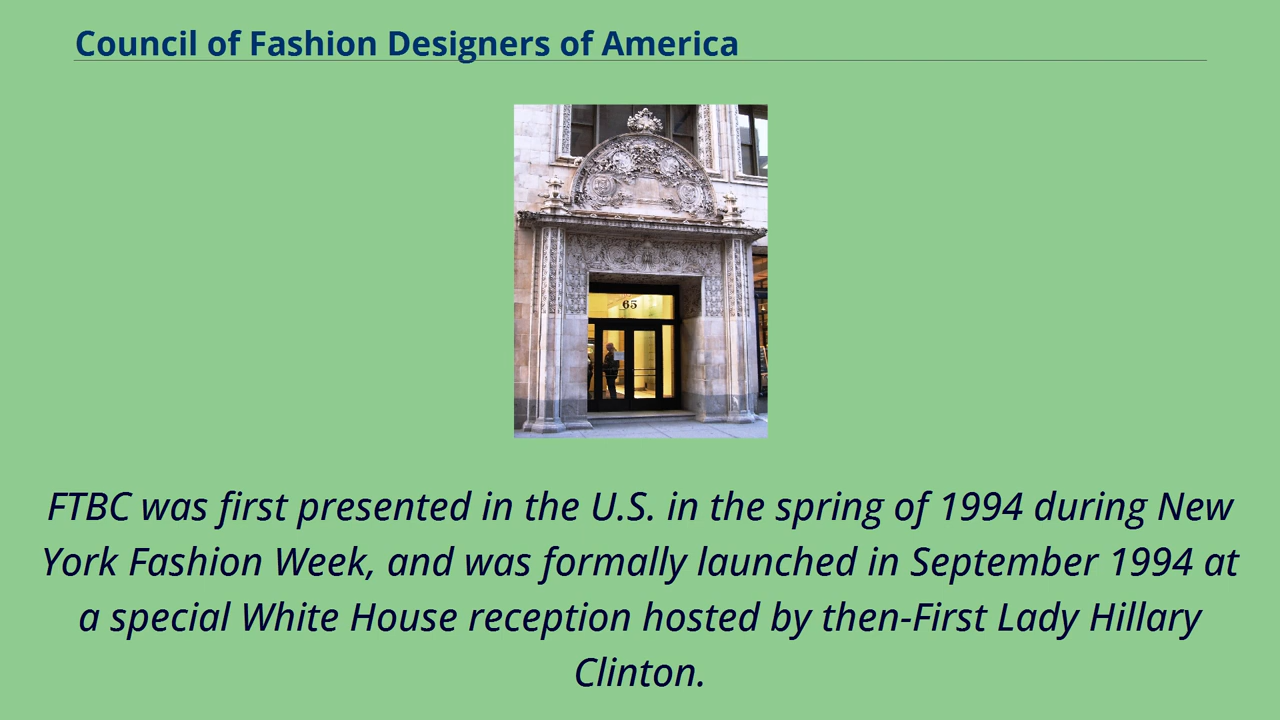 Council of Fashion Designers of America
65
FTBC was first presented in the U.S. in the spring of 1994 during New
York Fashion Week, and was formally launched in September 1994 at
a special White House reception hosted by then-First Lady Hillary
Clinton.